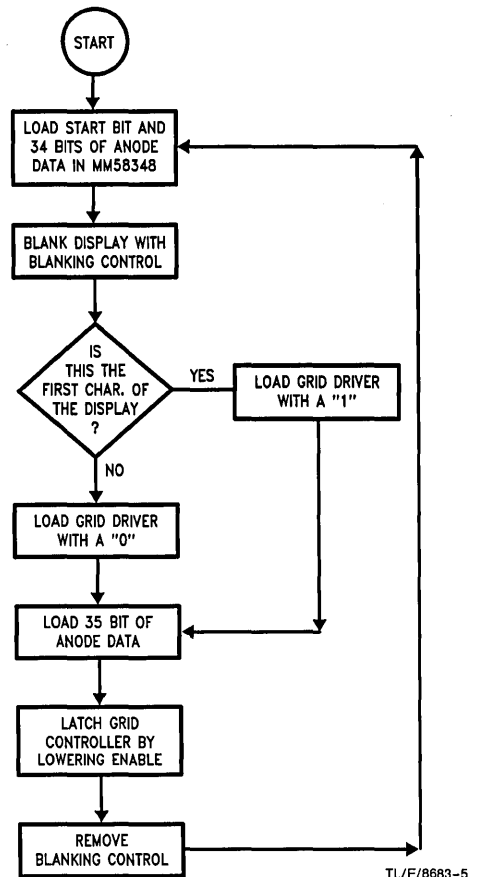 START
LOAD START BIT AND
34 BITS OF ANODE
DATA IN MM58348
BLANK DISPLAY WITH
BLANKING CONTROL
IS
THIS THE
FIRST CHAR. OF
THE DISPLAY
?
YES
LOAD GRID DRIVER
WITH A "1"
NO
LOAD GRID DRIVER
WITH A "0"
LOAD 35 BIT OF
ANODE DATA
LATCH GRID
CONTROLLER BY
LOWERING ENABLE
REMOVE
BLANKING CONTROL
TL/F/8683-5